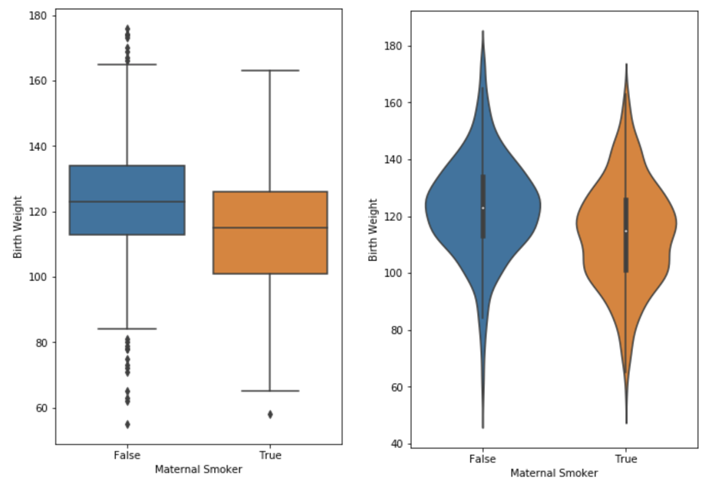 180
160
140
120
100
80
60
Birth Weight
False
True
Maternal Smoker
180
160
140
120
100
80
60
40
Birth Weight
False
True
Maternal Smoker